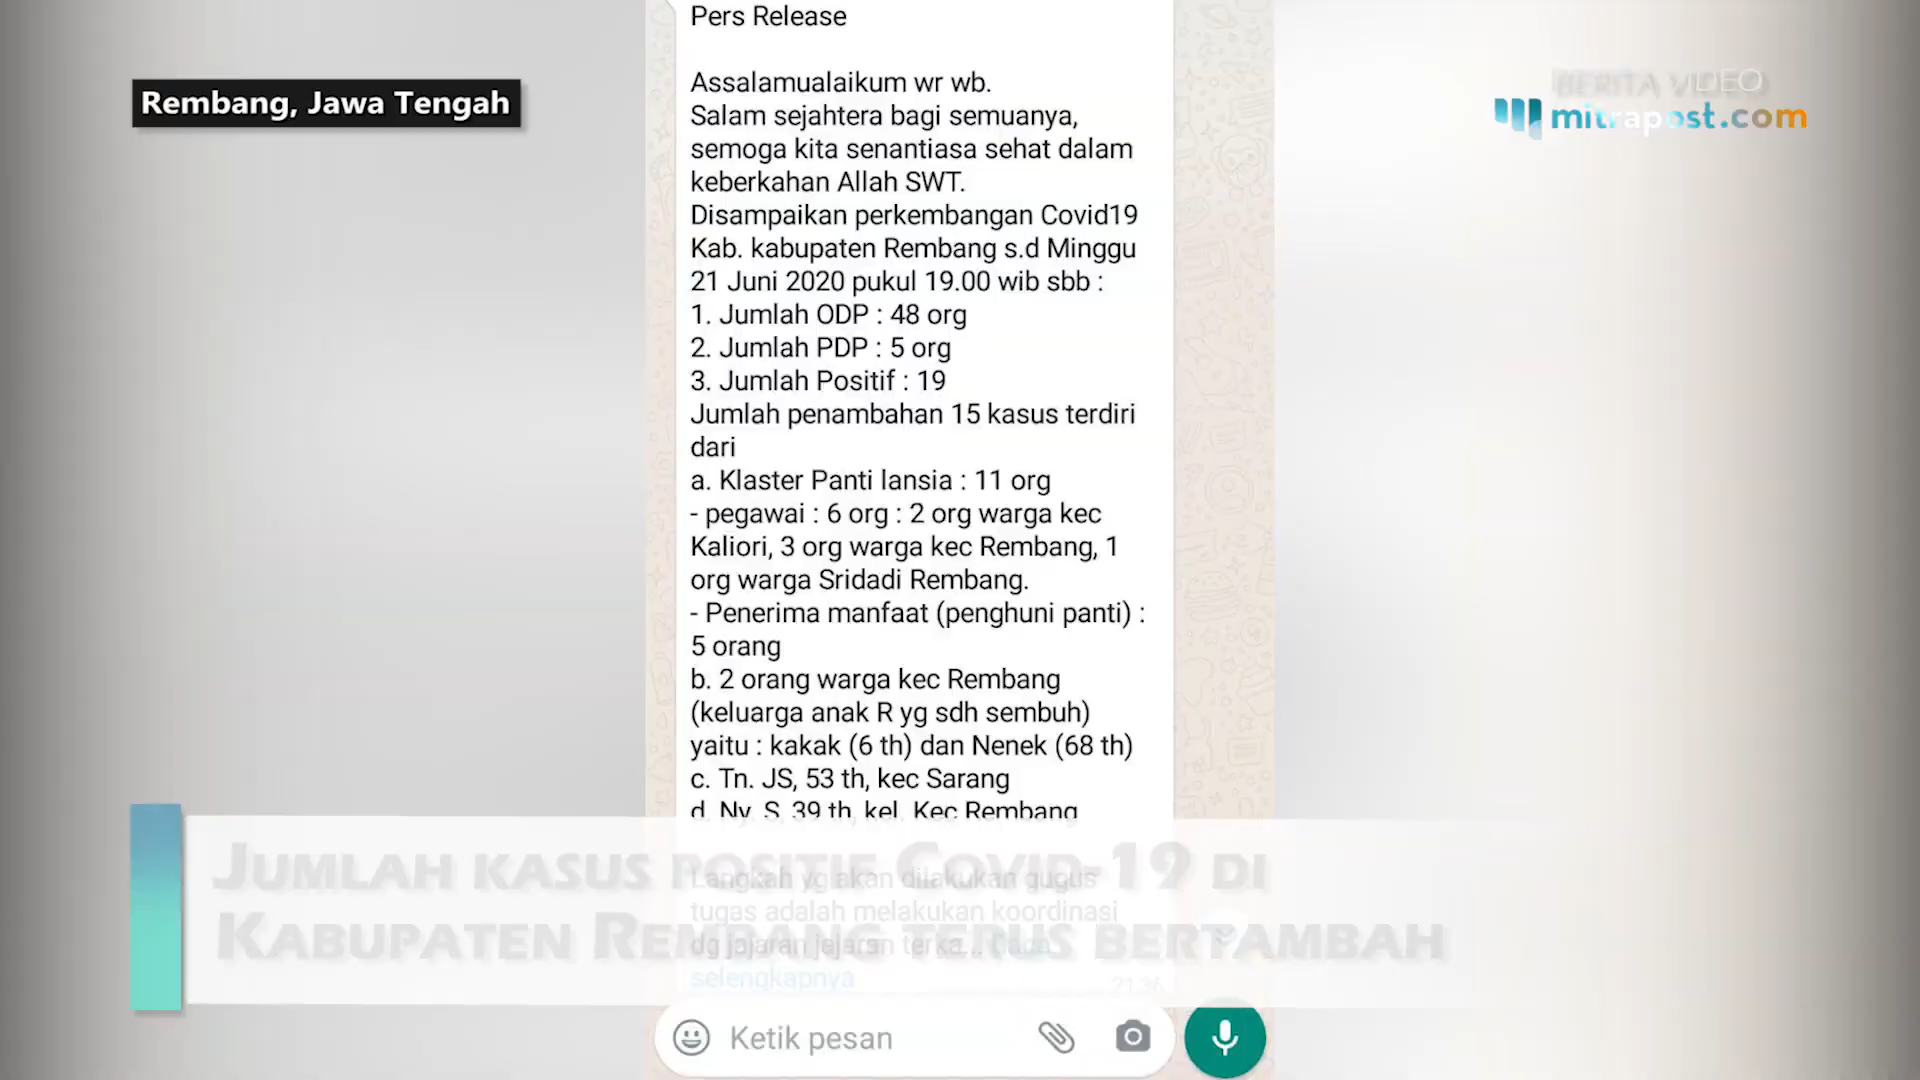 Pers Release
Rembang, Jawa Tengah
BERITA VIDEO
mitrapost.com
Assalamualaikum wr wb.
Salam sejahtera bagi semuanya,
semoga kita senantiasa sehat dalam
keberkahan Allah SWT.
Disampaikan perkembangan Covid19
Kab. kabupaten Rembang s.d Minggu
21 Juni 2020 pukul 19.00 wib sbb :
1. Jumlah ODP : 48 org
2. Jumlah PDP : 5 org
3. Jumlah Positif : 19
Jumlah penambahan 15 kasus terdiri
dari
a. Klaster Panti lansia : 11 org
- pegawai : 6 org : 2 org warga kec
Kaliori, 3 org warga kec Rembang, 1
org warga Sridadi Rembang.
- Penerima manfaat (penghuni panti) :
5 orang
b. 2 orang warga kec Rembang
(keluarga anak R yg sdh sembuh)
yaitu : kakak (6 th) dan Nenek (68 th)
c. Tn. JS, 53 th, kec Sarang
d. Ny. S, 39 th, kel. Kec Rembang
Langkah yg akan dilakukan gugus
tugas adalah melakukan koordinasi
dg jajaran jajaran terka... Baca
selengkapnya
21.36
JUMLAH KASUS POSITIF COVID-19 DI
KABUPATEN REMBANG TERUS BERTAMBAH
Ketik pesan